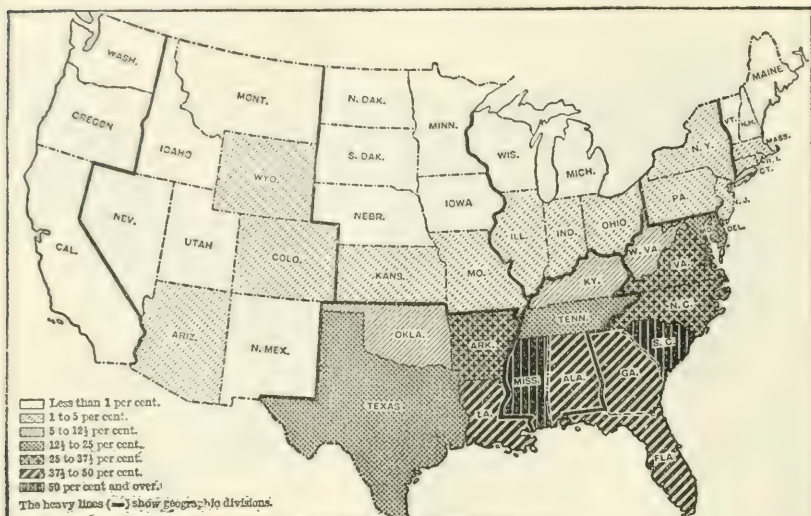 WASH.
MONT.
N. DAK.
MINN.
MAINE
VT.
N.H.
OREGON
IDAHO
S. DAK.
WIS.
MICH.
N. Y.
MASS.
R. I.
CT.
WYO.
IOWA
PA.
N. J.
NEBR.
NEV.
UTAH
ILL.
IND.
OHIO
DEL.
CAL.
COLO.
KANS.
MO.
W. VA.
VA.
KY.
N. C.
TENN.
ARIZ.
N. MEX.
OKLA.
ARK.
S. C.
MISS.
ALA.
GA.
TEXAS
LA.
FLA.
Less than 1 per cent.
1 to 5 per cent.
5 to 12½ per cent.
12½ to 25 per cent.
25 to 37½ per cent.
37½ to 50 per cent.
50 per cent and over.
The heavy lines (▬) show geographic divisions.